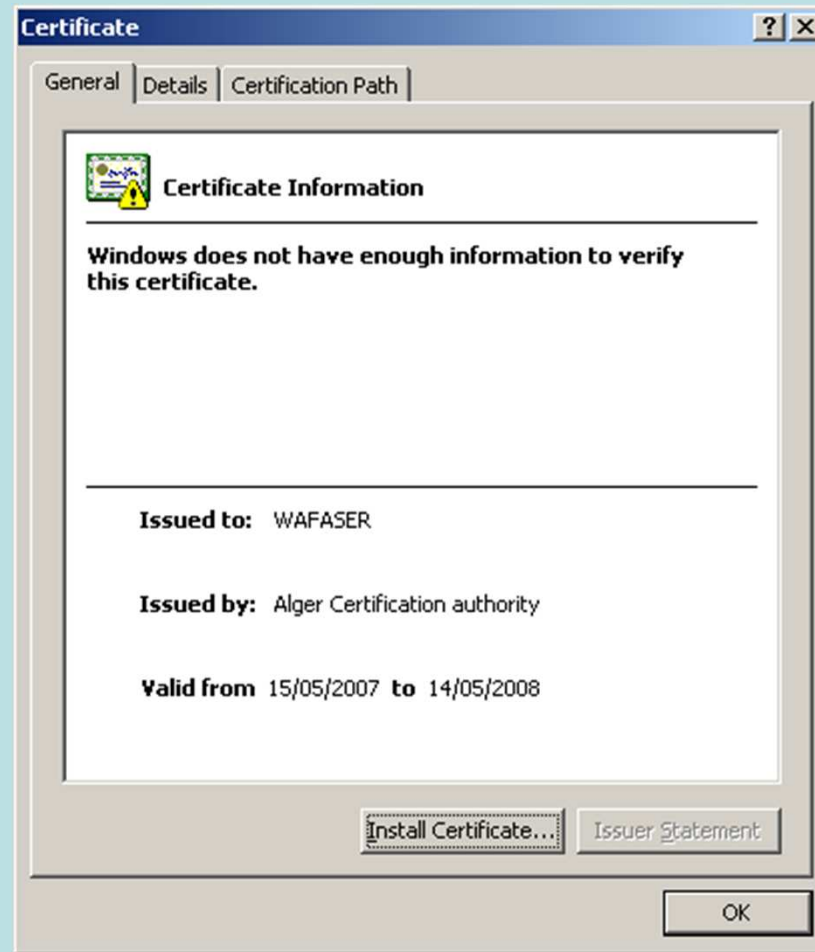 Certificate
General
Details
Certification Path
Certificate Information
Windows does not have enough information to verify
this certificate.
Issued to: WAFASER
Issued by: Alger Certification authority
Valid from 15/05/2007 to 14/05/2008
Install Certificate...
Issuer Statement
OK